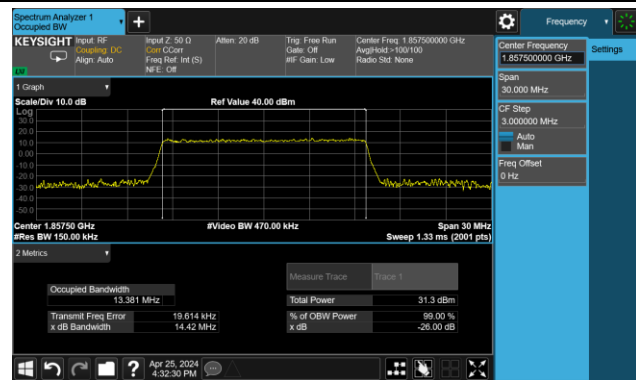 Spectrum Analyzer 1
Occupied BW
Frequency
KEYSIGHT
Input: RF
Coupling: DC
Align: Auto
Input Z: 50 Ω
Corr CCorr
Freq Ref: Int (S)
NFE: Off
Atten: 20 dB
Trig: Free Run
Gate: Off
#IF Gain: Low
Center Freq: 1.857500000 GHz
Avg|Hold:>100/100
Radio Std: None
Center Frequency
1.857500000 GHz
Settings
Span
30.000 MHz
CF Step
3.000000 MHz
Auto
Man
Freq Offset
0 Hz
1 Graph
Scale/Div 10.0 dB
Ref Value 40.00 dBm
Log
30.0
20.0
10.0
0.00
-10.0
-20.0
-30.0
-40.0
-50.0
Center 1.85750 GHz
#Video BW 470.00 kHz
Span 30 MHz
#Res BW 150.00 kHz
Sweep 1.33 ms (2001 pts)
2 Metrics
Measure Trace
Trace 1
Occupied Bandwidth
13.381 MHz
Total Power
31.3 dBm
Transmit Freq Error
19.614 kHz
% of OBW Power
99.00 %
x dB Bandwidth
14.42 MHz
x dB
-26.00 dB
Apr 25, 2024
4:32:30 PM